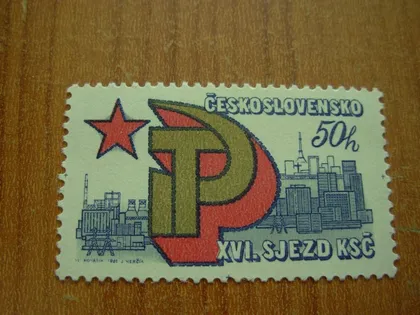 ČESKOSLOVENSKO
50h
XVI. SJEZD KSČ